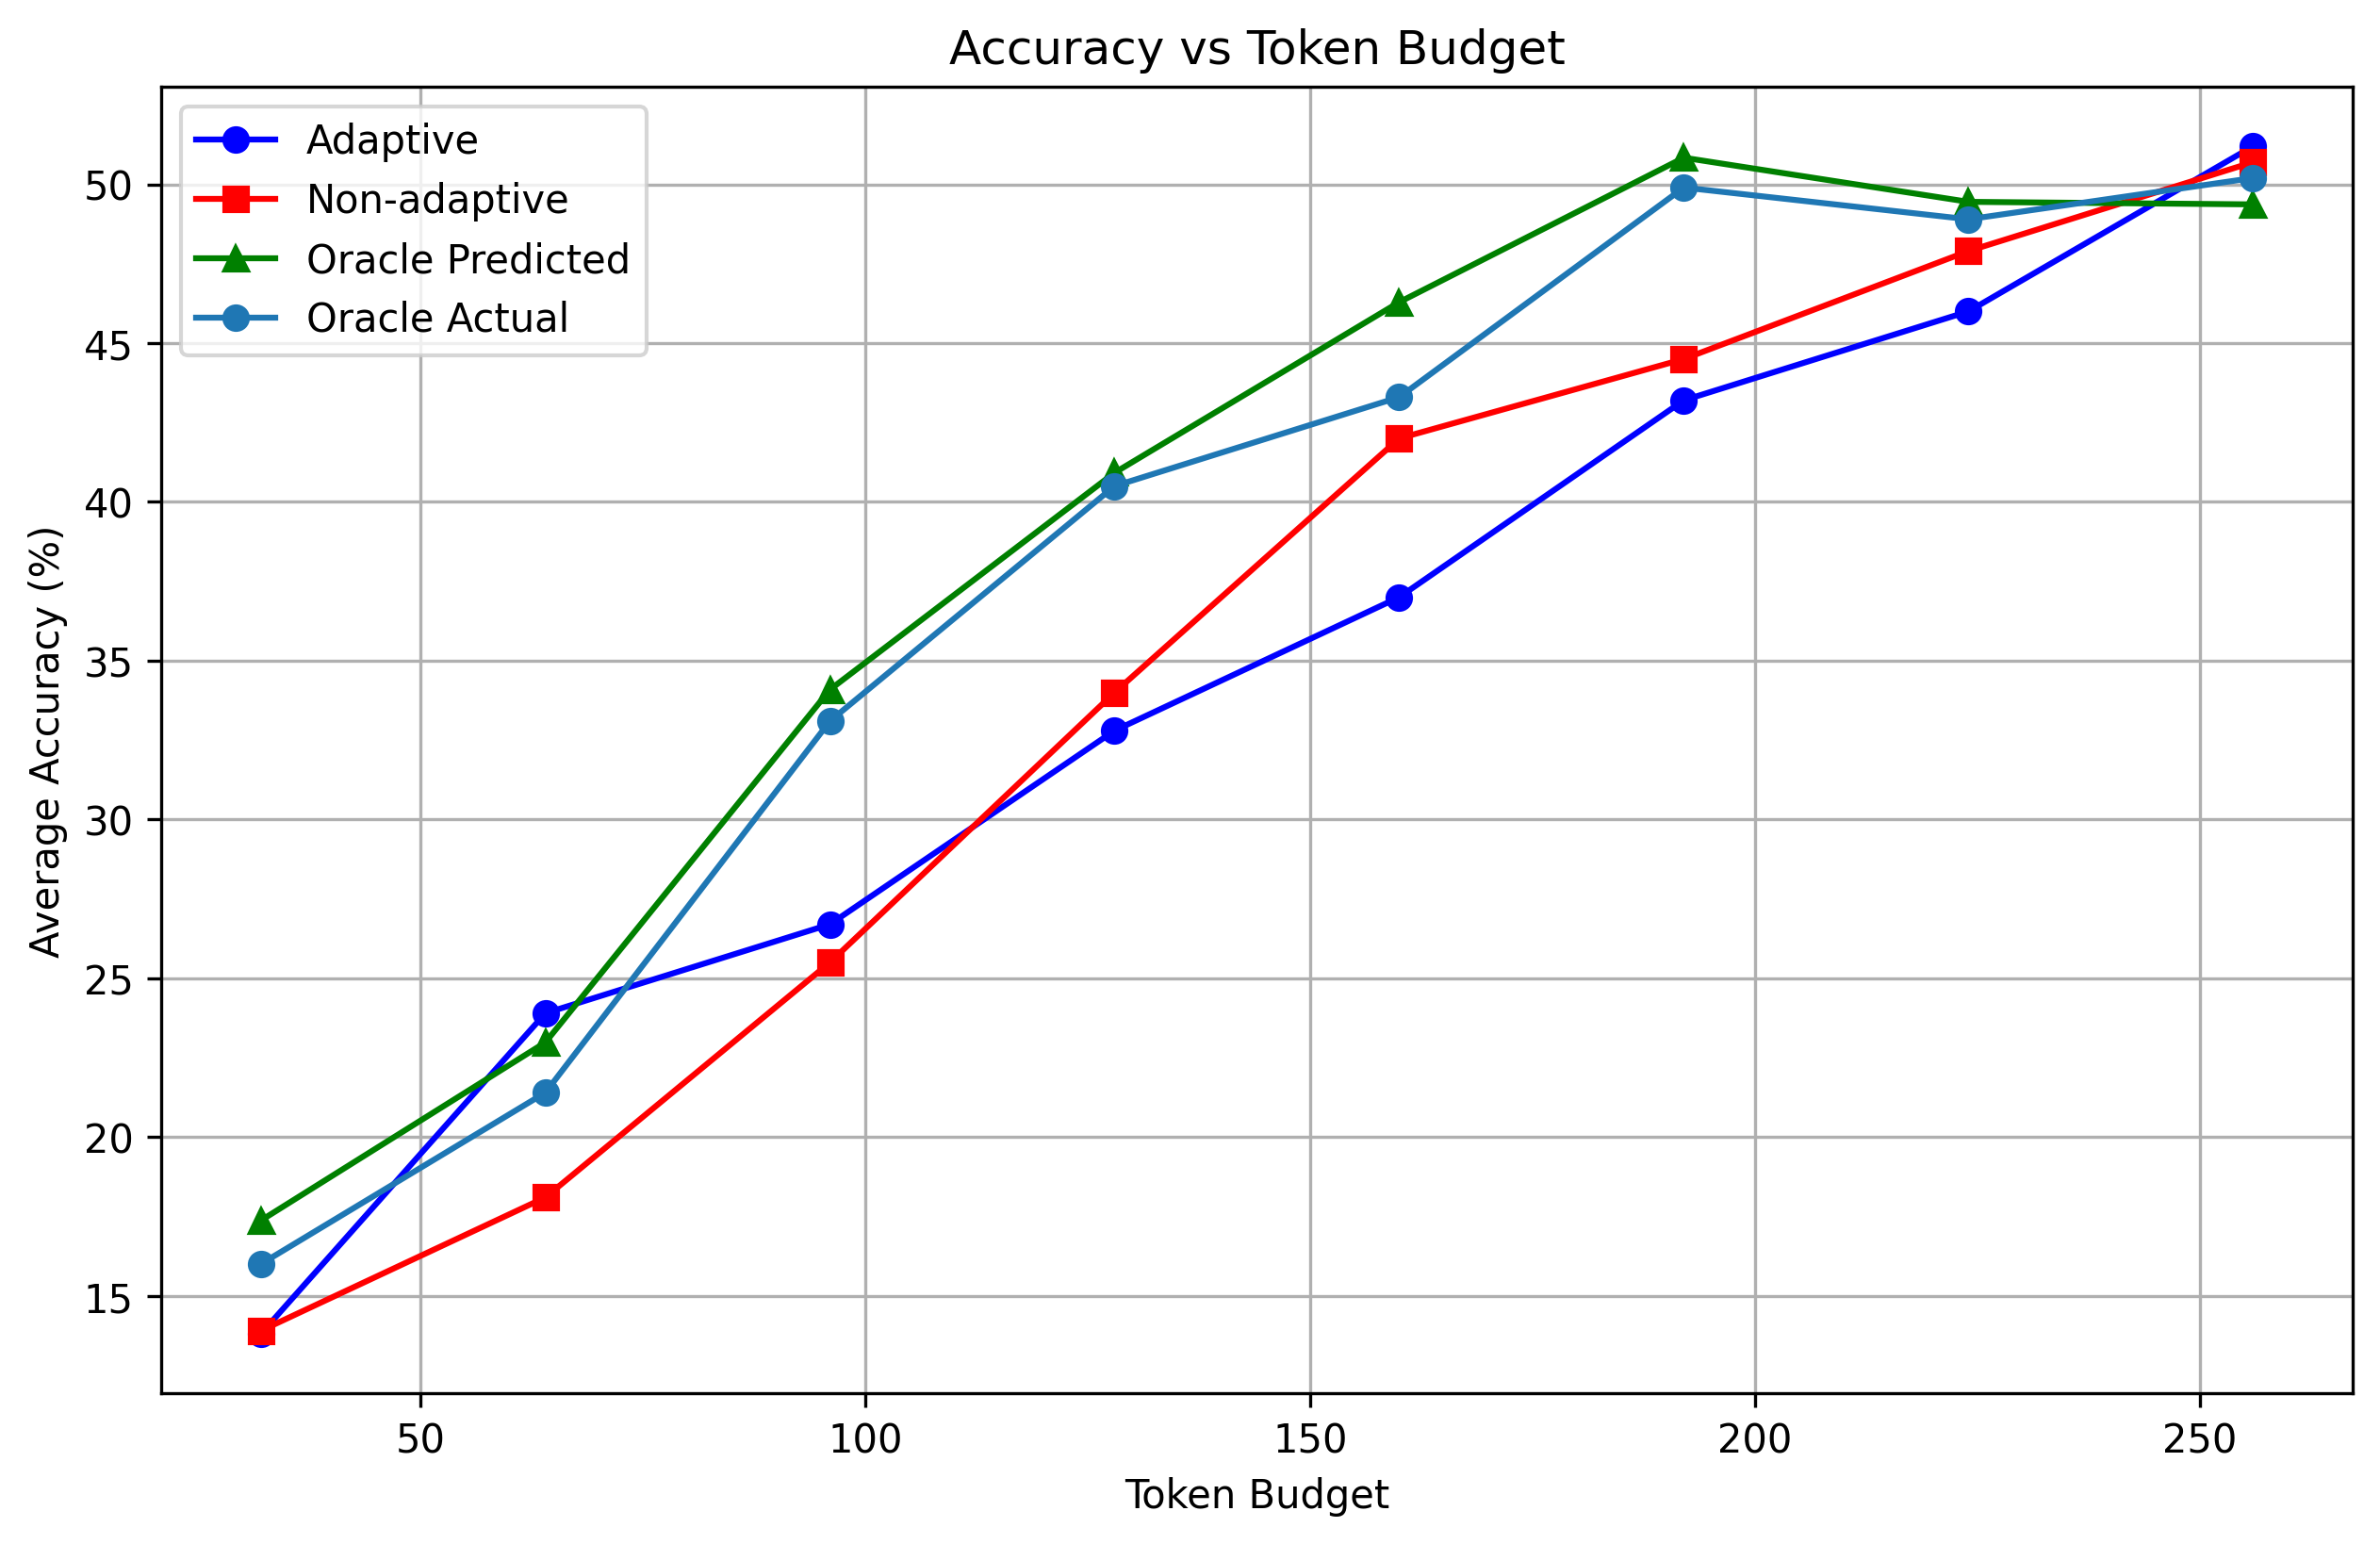 Accuracy vs Token Budget
Adaptive
Non-adaptive
Oracle Predicted
Oracle Actual
Average Accuracy (%)
50
45
40
35
30
25
20
15
50 100 150 200 250
Token Budget